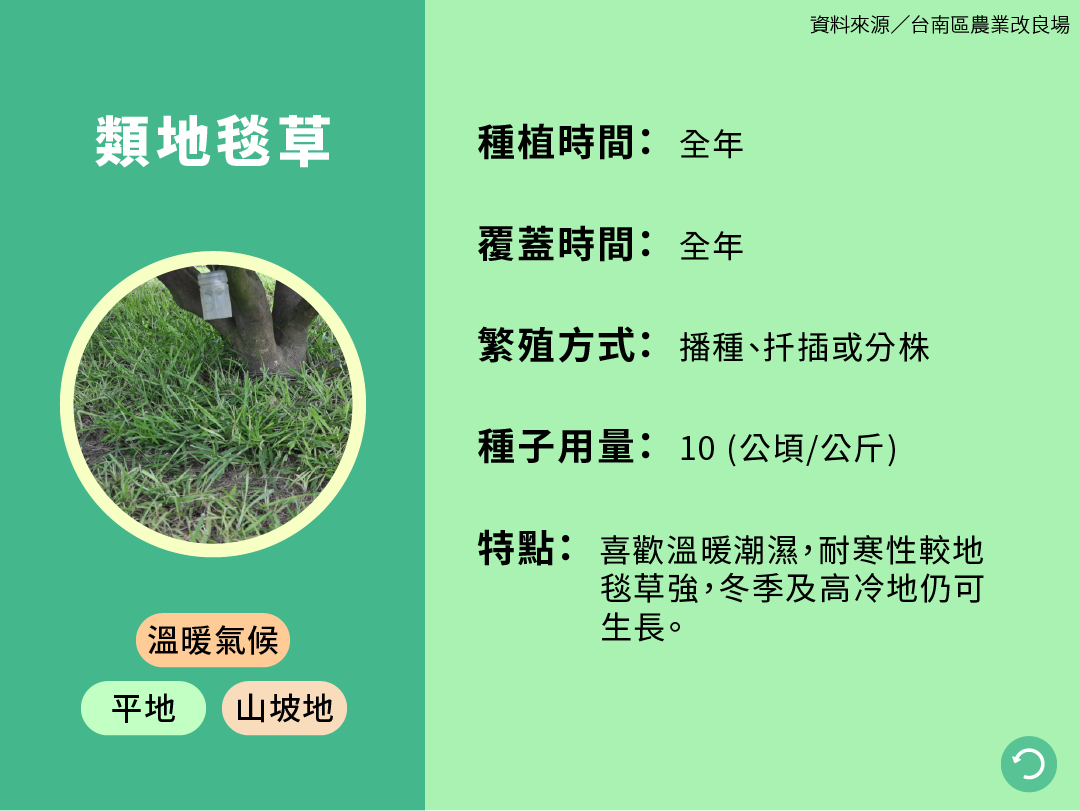 資料來源／台南區農業改良場
類地毯草
溫暖氣候
平地 山坡地
種植時間： 全年
覆蓋時間： 全年
繁殖方式： 播種、扦插或分株
種子用量： 10 (公頃/公斤)
特點： 喜歡溫暖潮濕，耐寒性較地
毯草強，冬季及高冷地仍可
生長。